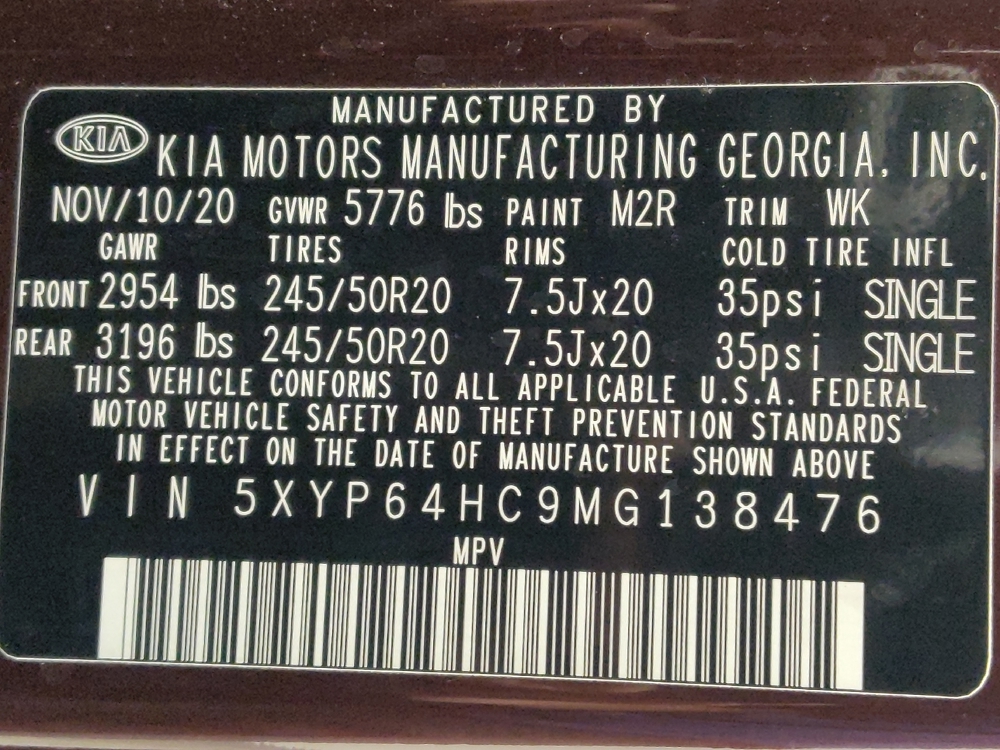 MANUFACTURED BY
KIA KIA MOTORS MANUFACTURING GEORGIA, INC.
NOV/10/20 GVWR 5776 lbs PAINT M2R TRIM WK
GAWR TIRES RIMS COLD TIRE INFL
FRONT 2954 lbs 245/50R20 7.5Jx20 35psi SINGLE
REAR 3196 lbs 245/50R20 7.5Jx20 35psi SINGLE
THIS VEHICLE CONFORMS TO ALL APPLICABLE U.S.A. FEDERAL
MOTOR VEHICLE SAFETY AND THEFT PREVENTION STANDARDS
IN EFFECT ON THE DATE OF MANUFACTURE SHOWN ABOVE
VIN 5XYP64HC9MG138476
MPV